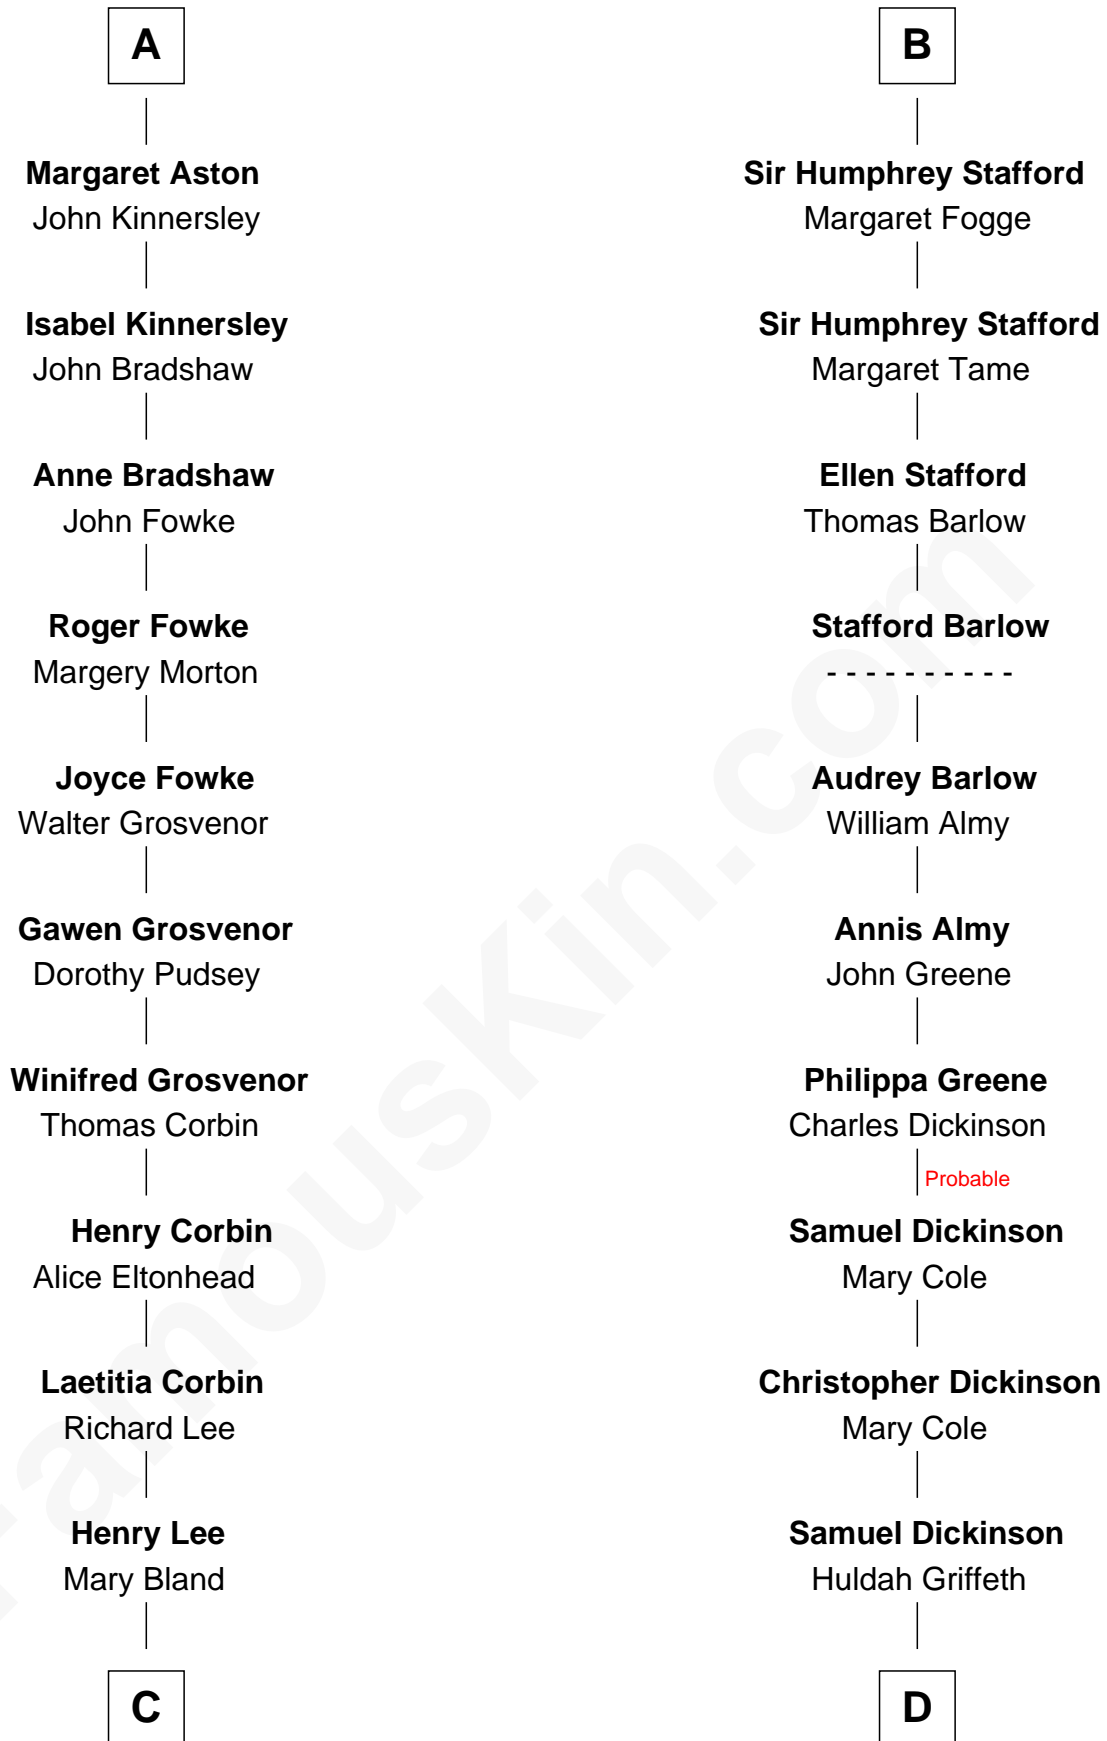 A
Margaret Aston
John Kinnersley
Isabel Kinnersley
John Bradshaw
Anne Bradshaw
John Fowke
Roger Fowke
Margery Morton
Joyce Fowke
Walter Grosvenor
Gawen Grosvenor
Dorothy Pudsey
Winifred Grosvenor
Thomas Corbin
Henry Corbin
Alice Eltonhead
Laetitia Corbin
Richard Lee
Henry Lee
Mary Bland
C
B
Sir Humphrey Stafford
Margaret Fogge
Sir Humphrey Stafford
Margaret Tame
Ellen Stafford
Thomas Barlow
Stafford Barlow
- - - - - - - - - -
Audrey Barlow
William Almy
Annis Almy
John Greene
Philippa Greene
Charles Dickinson
Probable
Samuel Dickinson
Mary Cole
Christopher Dickinson
Mary Cole
Samuel Dickinson
Huldah Griffeth
D
FamousKin.com